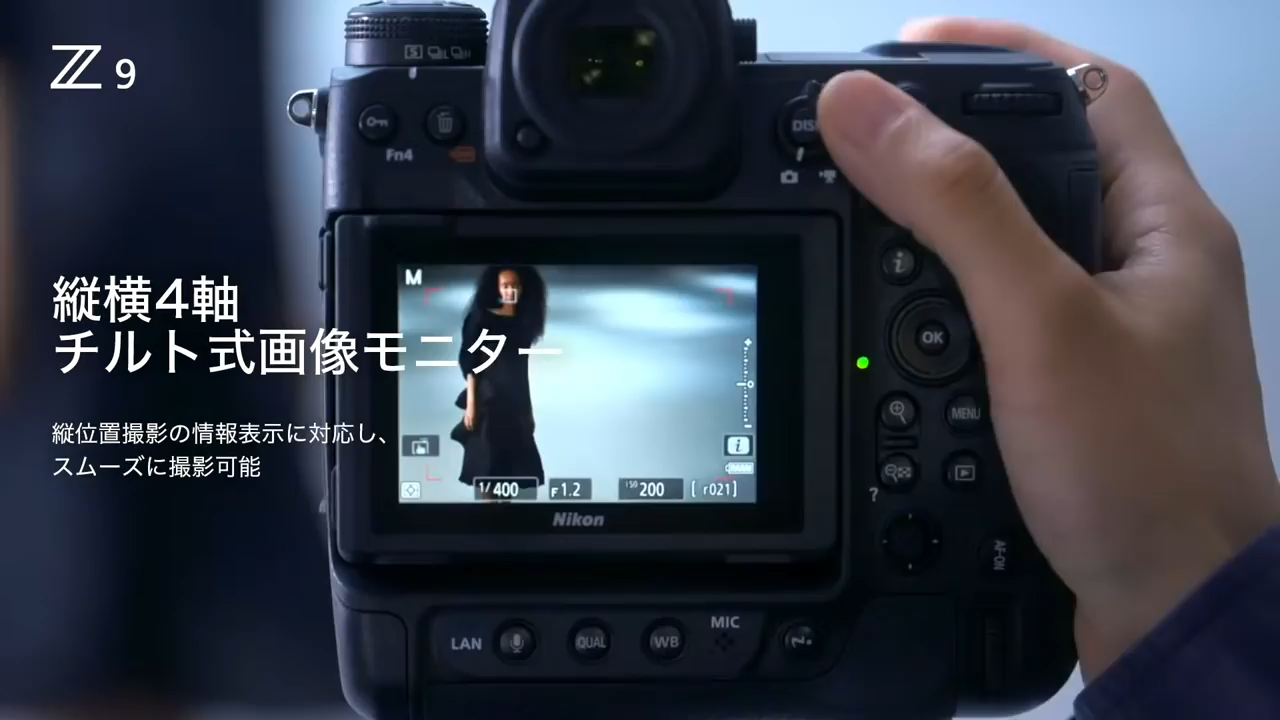 Z 9
縦横4軸
チルト式画像モニター
縦位置撮影の情報表示に対応し、
スムーズに撮影可能
S L H
Fn4
M
1/400 F1.2 ISO 200 [r021]
Nikon
i
i
OK
MENU
?
AF-ON
LAN
QUAL
WB
MIC